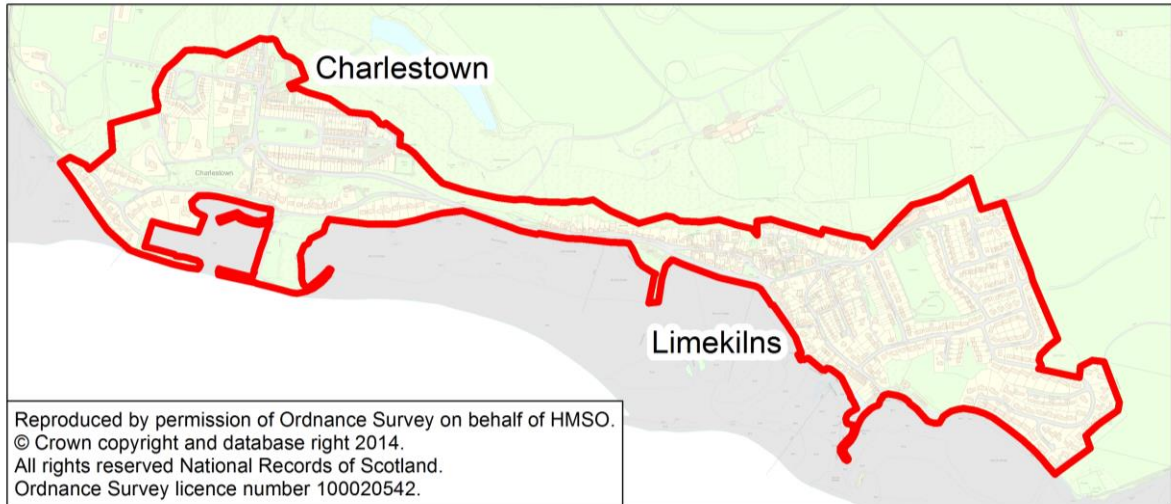 Charlestown
Charlestown
Limekilns
Reproduced by permission of Ordnance Survey on behalf of HMSO.
© Crown copyright and database right 2014.
All rights reserved National Records of Scotland.
Ordnance Survey licence number 100020542.